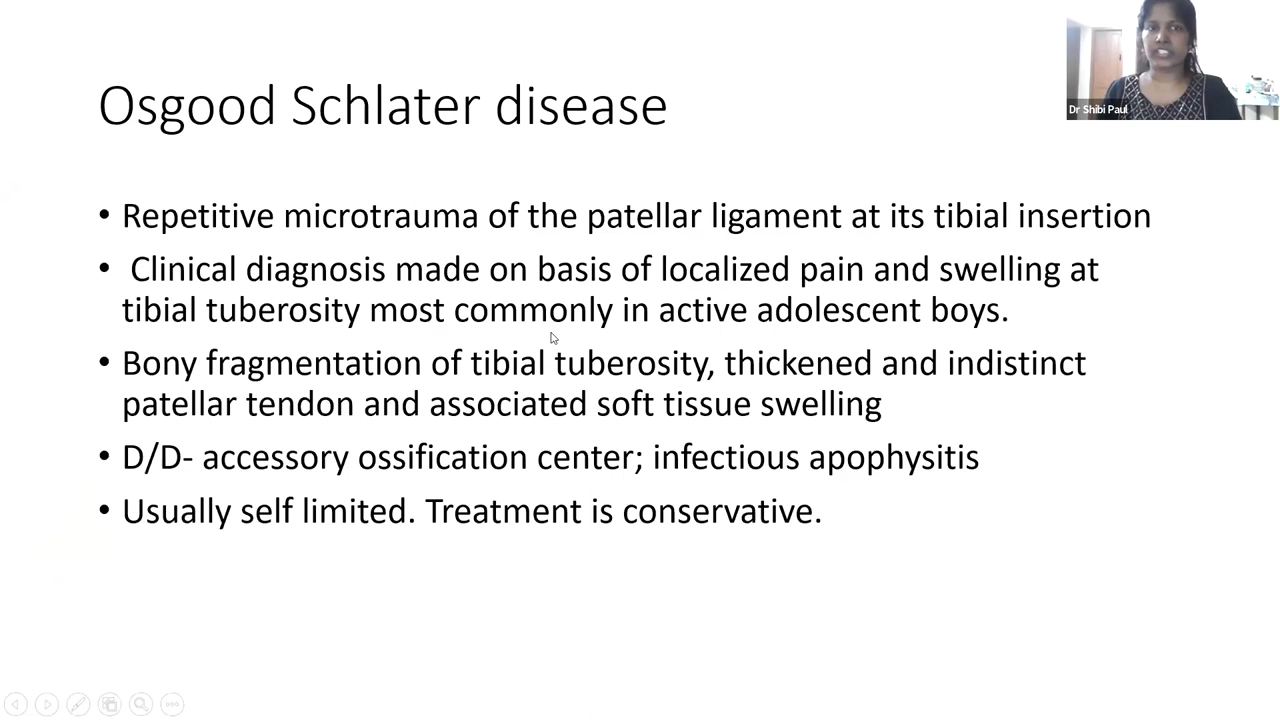 Dr Shibi Paul
Osgood Schlater disease
• Repetitive microtrauma of the patellar ligament at its tibial insertion
• Clinical diagnosis made on basis of localized pain and swelling at
tibial tuberosity most commonly in active adolescent boys.
• Bony fragmentation of tibial tuberosity, thickened and indistinct
patellar tendon and associated soft tissue swelling
• D/D- accessory ossification center; infectious apophysitis
• Usually self limited. Treatment is conservative.